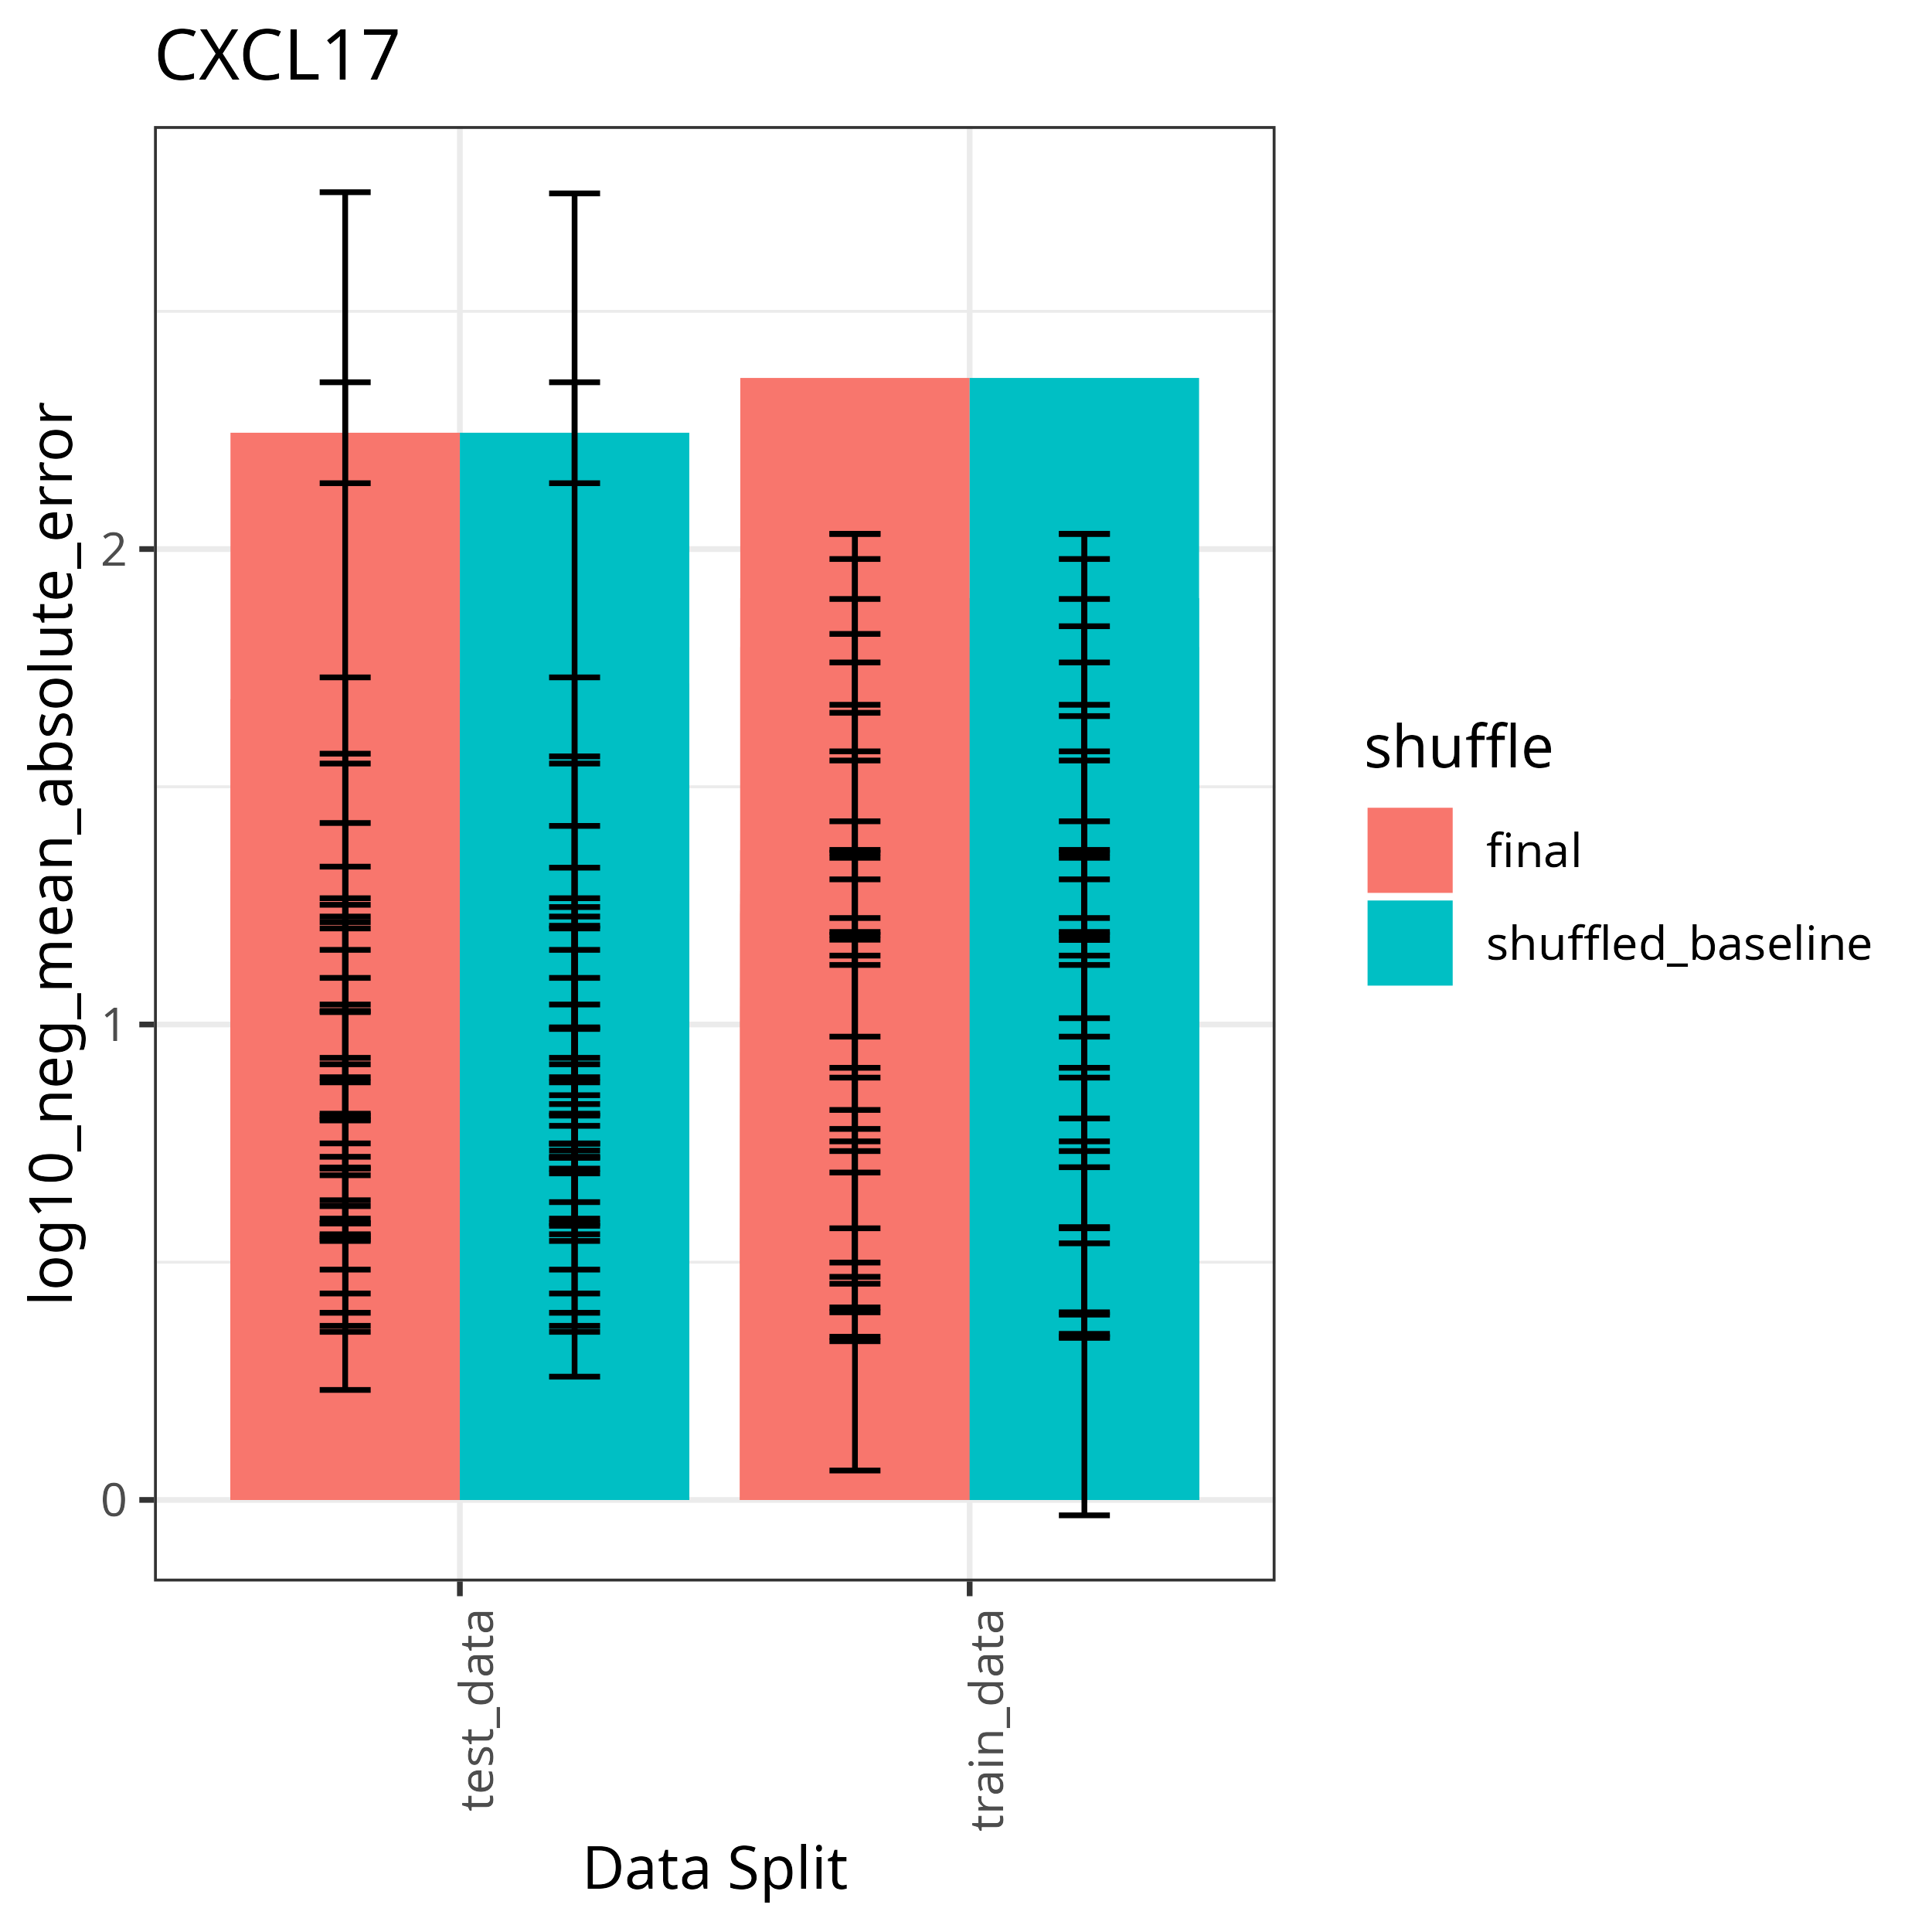 CXCL17
log10_neg_mean_absolute_error
2
1
0
test_data
train_data
Data Split
shuffle
final
shuffled_baseline